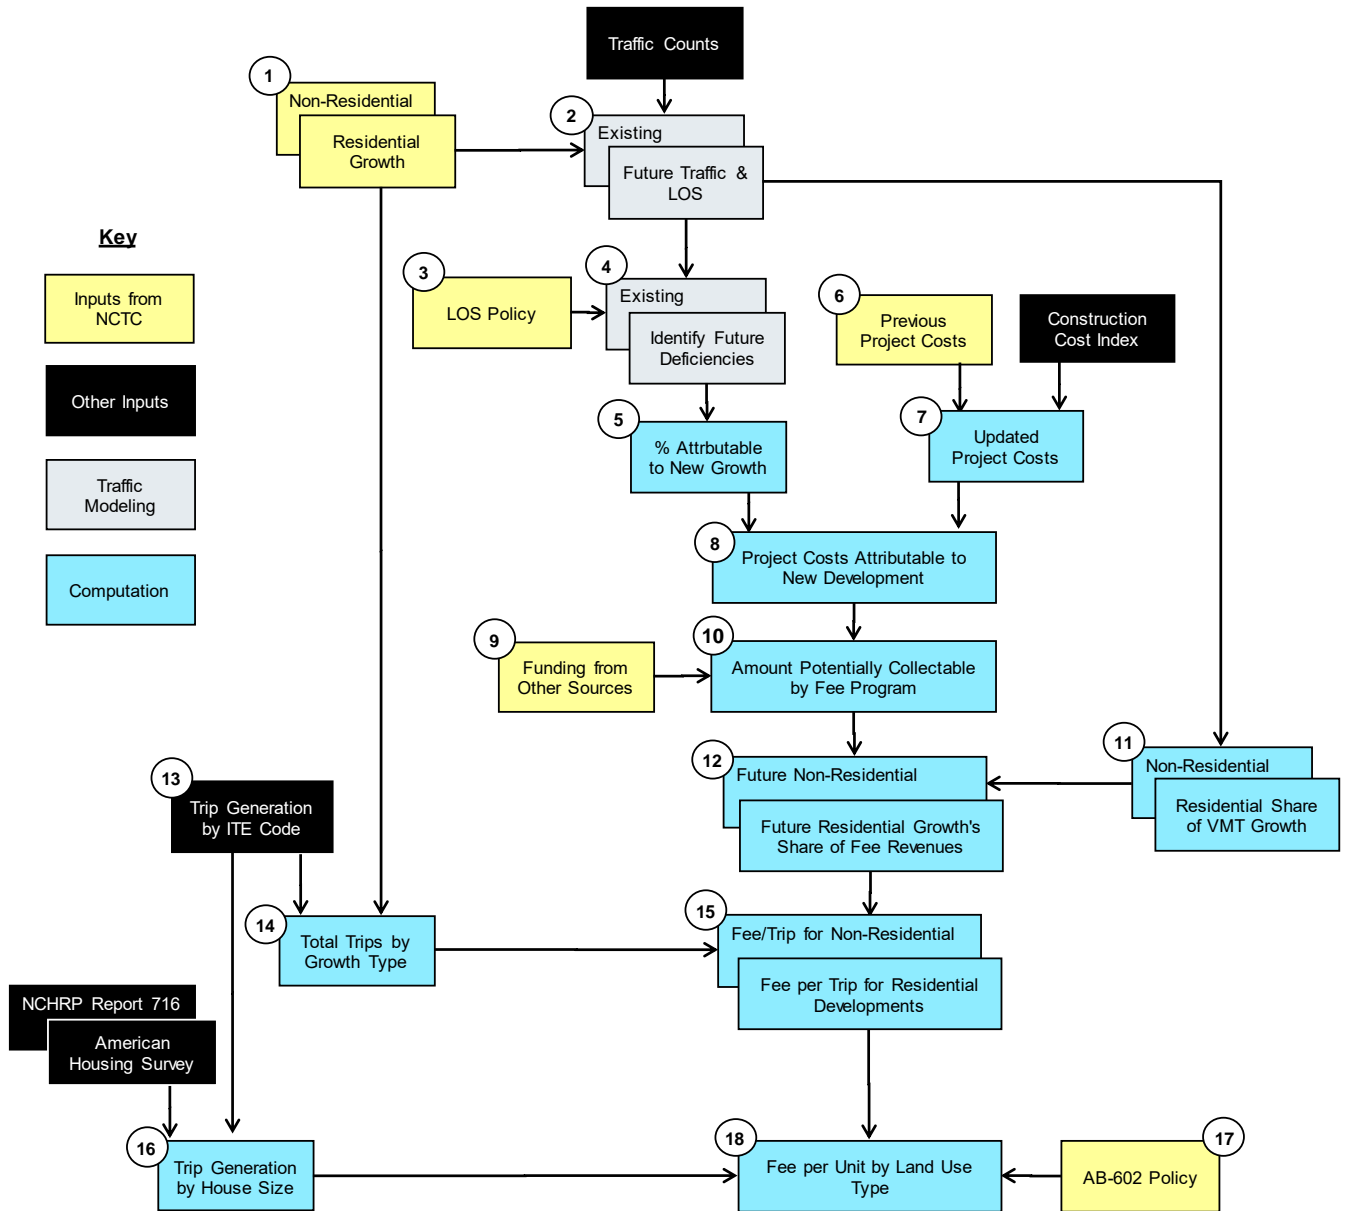 Traffic Counts
1
Non-Residential
Residential
Growth
2
Existing
Future Traffic &
LOS
Key
Inputs from
NCTC
Other Inputs
Traffic
Modeling
Computation
3
LOS Policy
4
Existing
Identify Future
Deficiencies
6
Previous
Project Costs
Construction
Cost Index
5
% Attrbutable
to New Growth
7
Updated
Project Costs
8
Project Costs Attributable to
New Development
9
Funding from
Other Sources
10
Amount Potentially Collectable
by Fee Program
11
Non-Residential
Residential Share
of VMT Growth
12
Future Non-Residential
Future Residential Growth's
Share of Fee Revenues
13
Trip Generation
by ITE Code
14
Total Trips by
Growth Type
15
Fee/Trip for Non-Residential
Fee per Trip for Residential
Developments
NCHRP Report 716
American
Housing Survey
16
Trip Generation
by House Size
18
Fee per Unit by Land Use
Type
17
AB-602 Policy